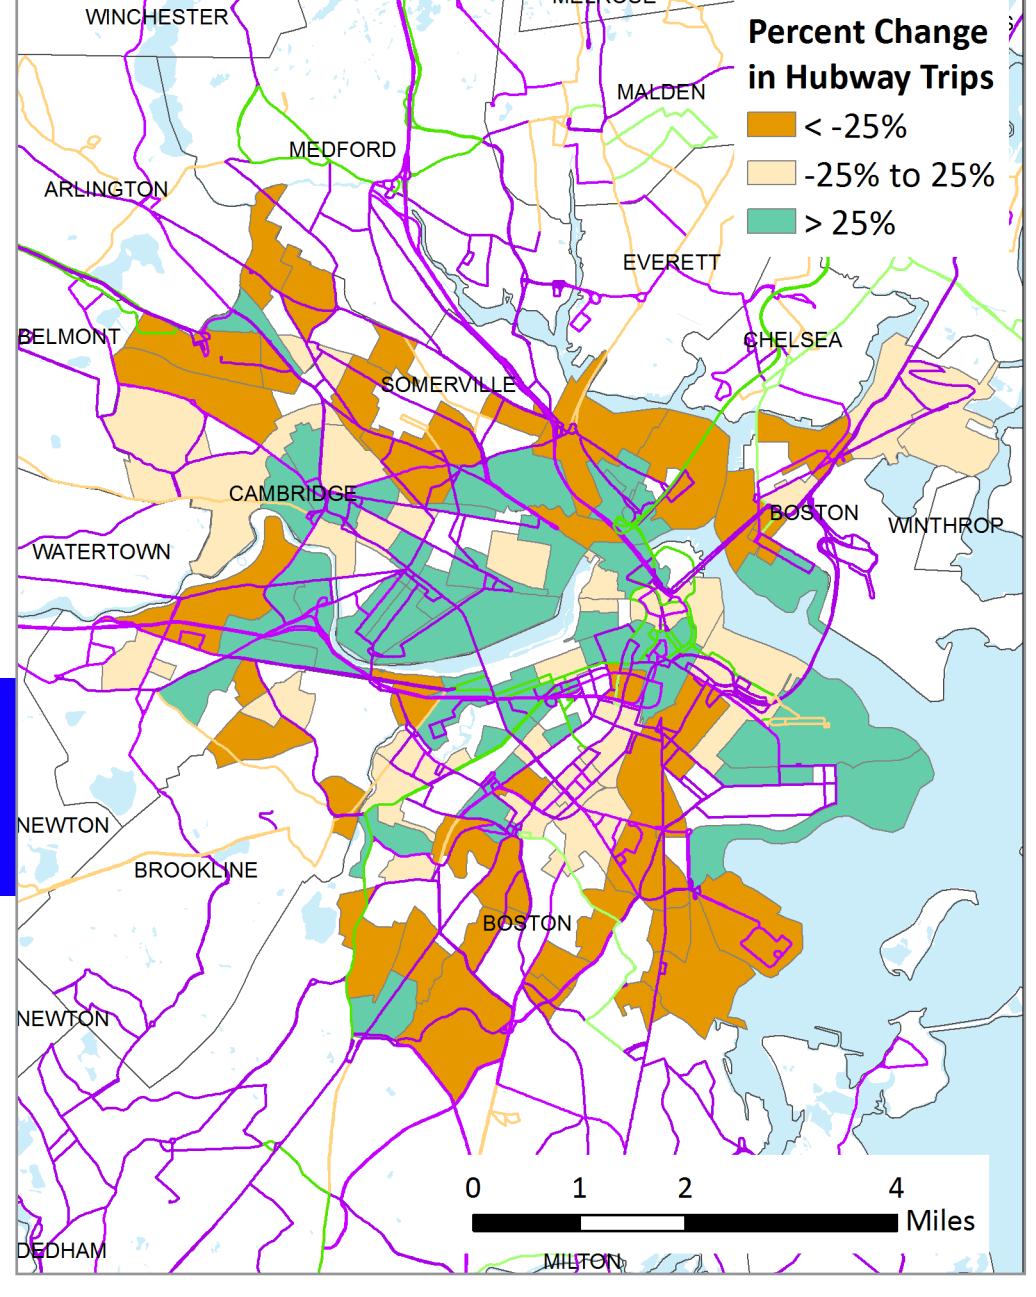 MELROSE
WINCHESTER
Percent Change
in Hubway Trips
< -25%
-25% to 25%
> 25%
MALDEN
MEDFORD
ARLINGTON
EVERETT
BELMONT
CHELSEA
SOMERVILLE
CAMBRIDGE
BOSTON
WINTHROP
WATERTOWN
NEWTON
BROOKLINE
BOSTON
NEWTON
0 1 2 4
Miles
DEDHAM
MILTON